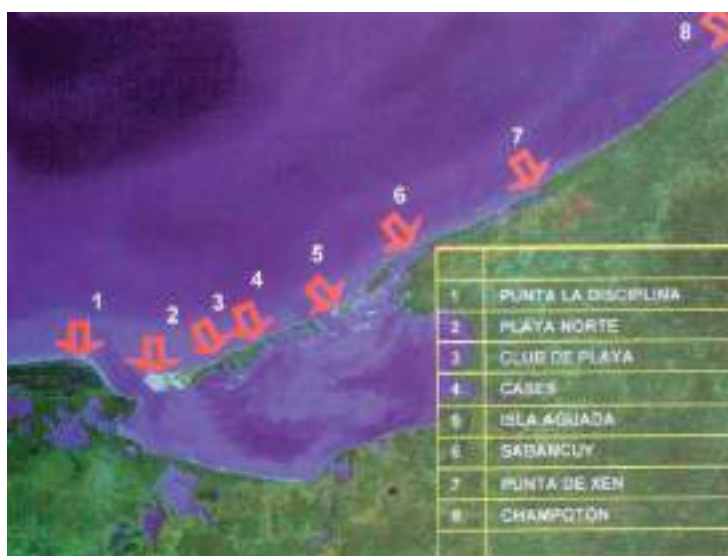 8
7
6
5
4
3
2
1
1 PUNTA LA DISCIPLINA
2 PLAYA NORTE
3 CLUB DE PLAYA
4 CASES
5 ISLA AGUADA
6 SABANCUY
7 PUNTA DE XEN
8 CHAMPOTÓN